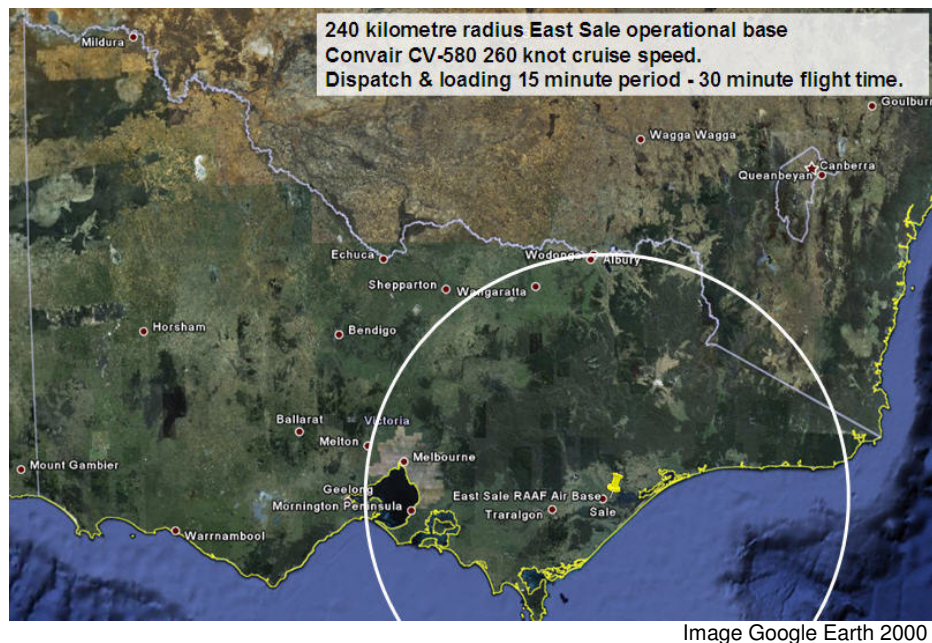 240 kilometre radius East Sale operational base
Convair CV-580 260 knot cruise speed.
Dispatch & loading 15 minute period - 30 minute flight time.
Mildura
Goulburn
Wagga Wagga
Canberra
Queanbeyan
Echuca
Wodonga
Albury
Shepparton
Wangaratta
Horsham
Bendigo
Ballarat
Victoria
Melton
Melbourne
Mount Gambier
Geelong
East Sale RAAF Air Base
Mornington Peninsula
Traralgon
Sale
Warrnambool
Image Google Earth 2000